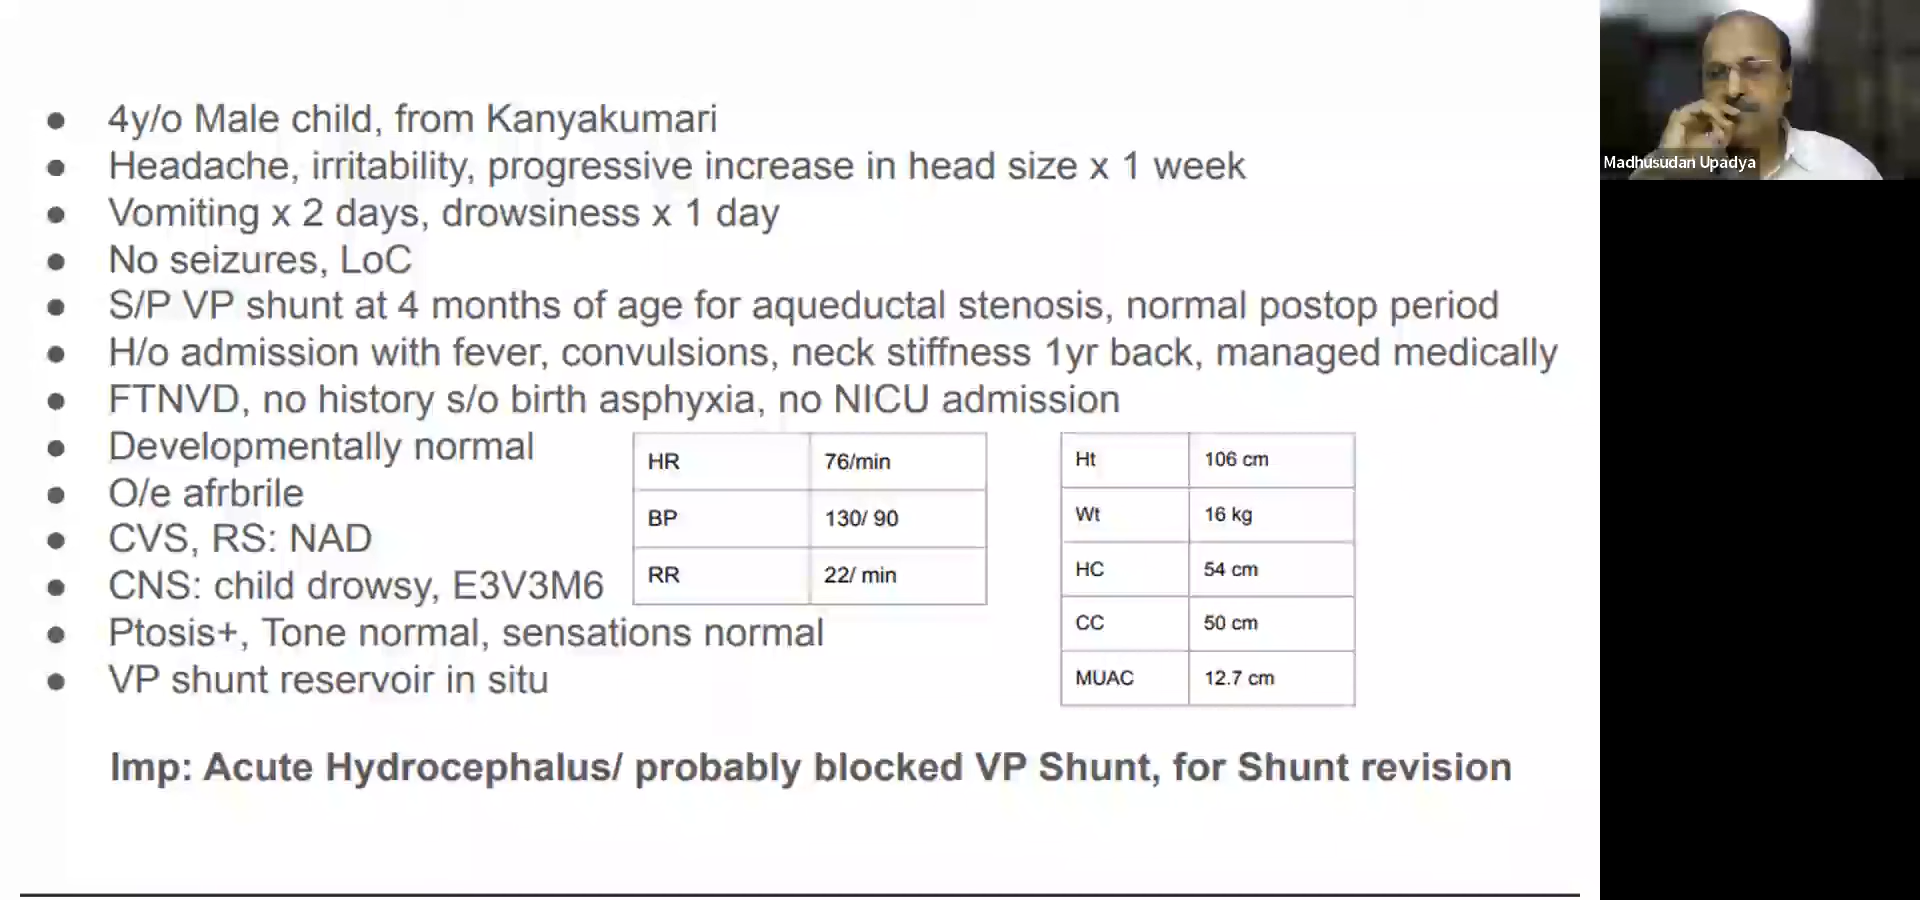 4y/o Male child, from Kanyakumari
Headache, irritability, progressive increase in head size x 1 week
Vomiting x 2 days, drowsiness x 1 day
No seizures, LoC
S/P VP shunt at 4 months of age for aqueductal stenosis, normal postop period
H/o admission with fever, convulsions, neck stiffness 1yr back, managed medically
FTNVD, no history s/o birth asphyxia, no NICU admission
Developmentally normal
O/e afrbrile
CVS, RS: NAD
CNS: child drowsy, E3V3M6
Ptosis+, Tone normal, sensations normal
VP shunt reservoir in situ
HR 76/min
BP 130/ 90
RR 22/ min
Ht 106 cm
Wt 16 kg
HC 54 cm
CC 50 cm
MUAC 12.7 cm
Imp: Acute Hydrocephalus/ probably blocked VP Shunt, for Shunt revision
Madhusudan Upadya